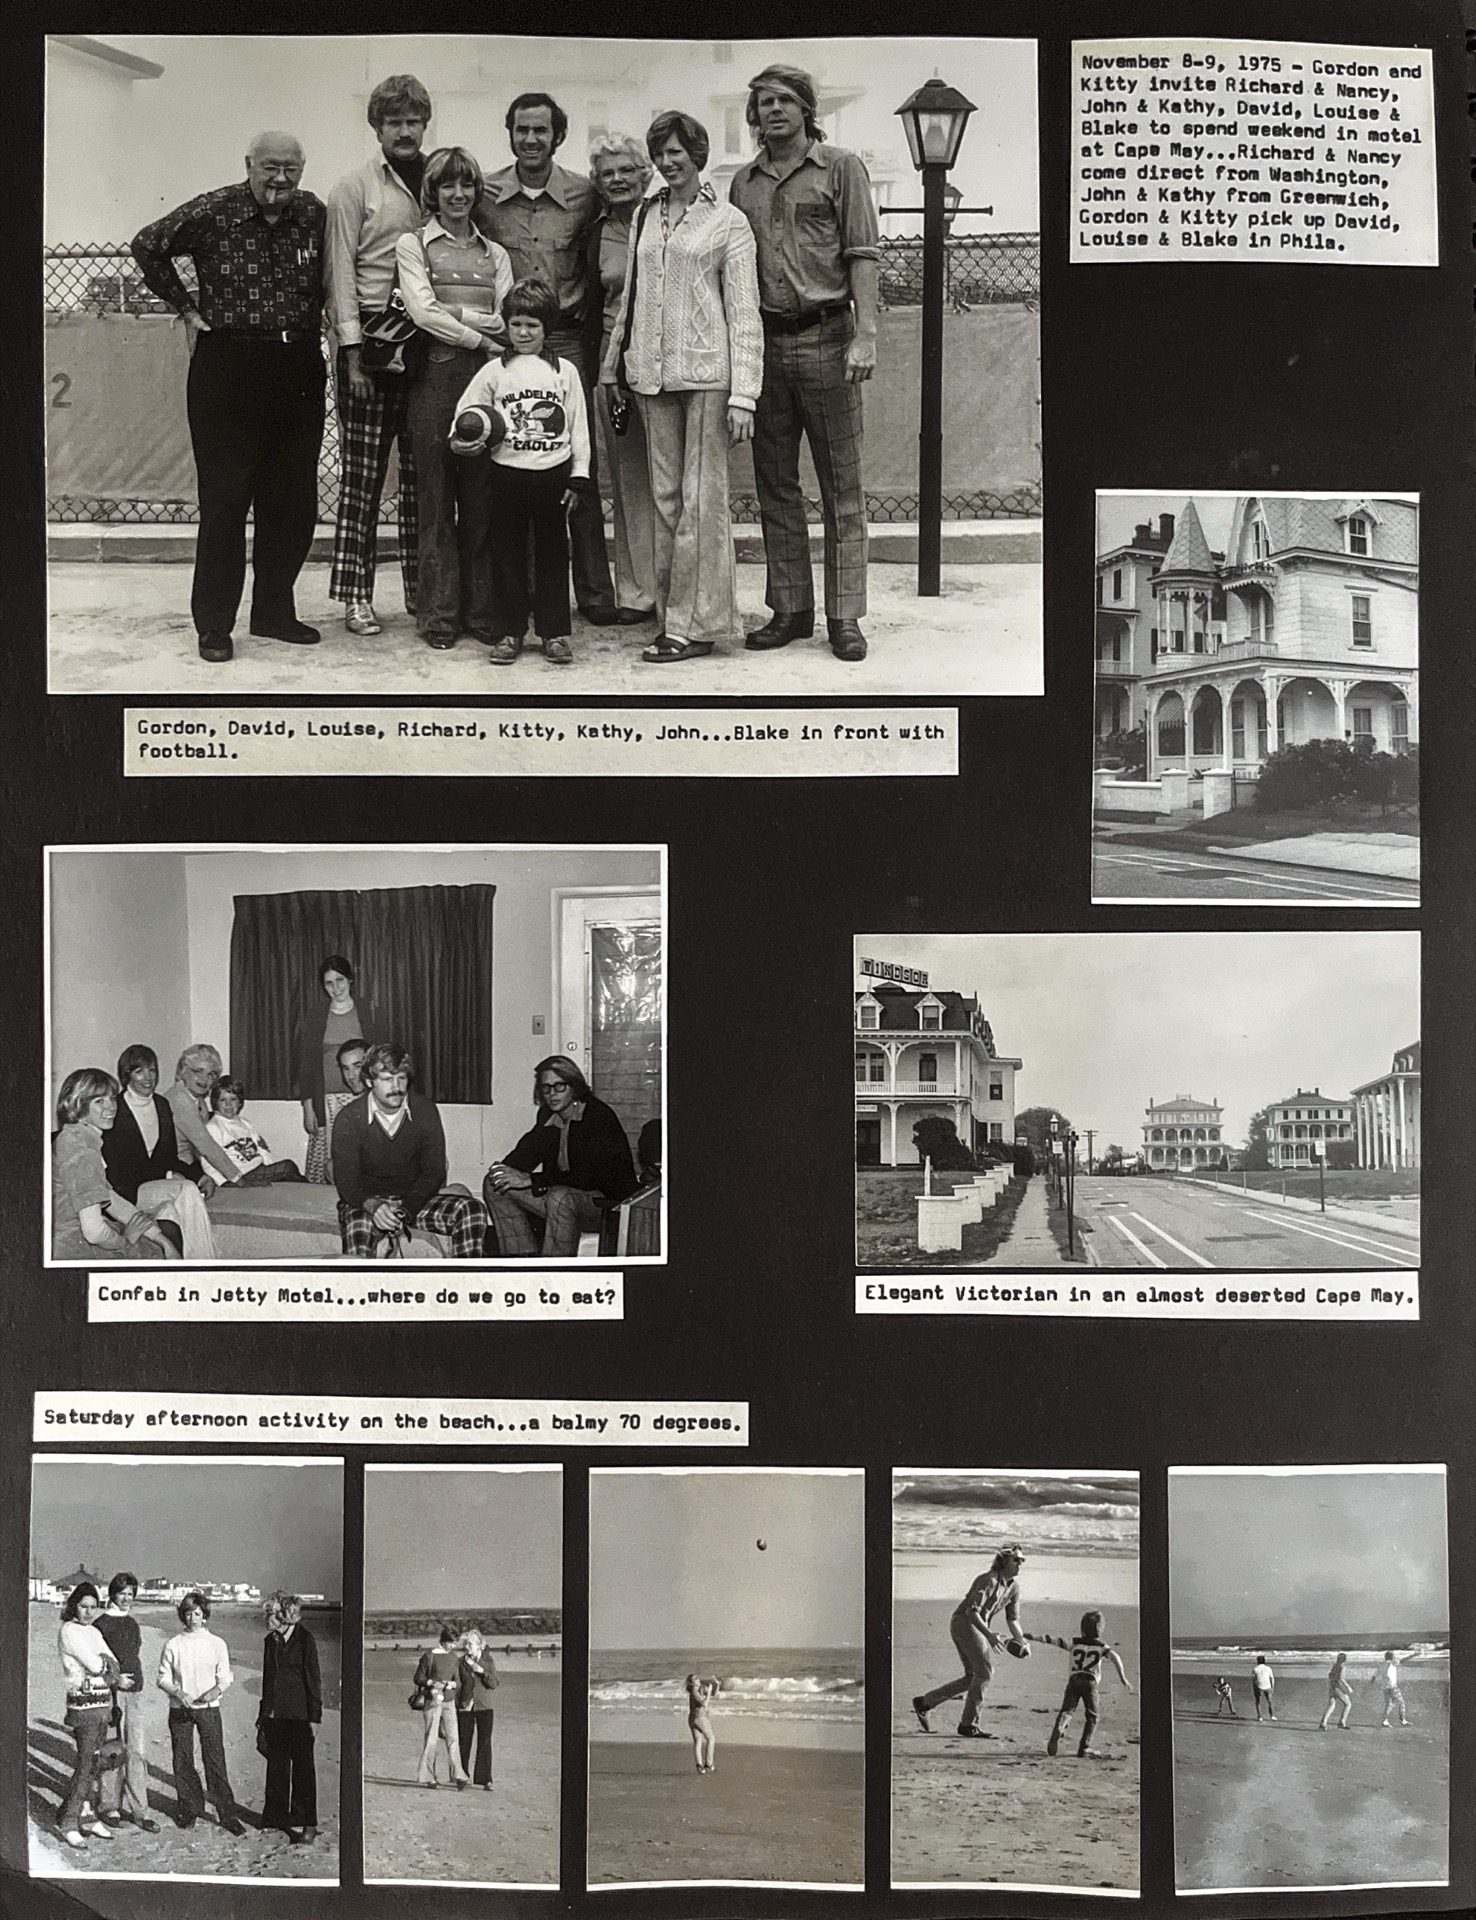 November 8-9, 1975 - Gordon and
Kitty invite Richard & Nancy,
John & Kathy, David, Louise &
Blake to spend weekend in motel
at Cape May...Richard & Nancy
come direct from Washington,
John & Kathy from Greenwich,
Gordon & Kitty pick up David,
Louise & Blake in Phila.
2
PHILADELPH
EAGLES
Gordon, David, Louise, Richard, Kitty, Kathy, John...Blake in front with
football.
WINDSOR
Confab in Jetty Motel...where do we go to eat?
Elegant Victorian in an almost deserted Cape May.
Saturday afternoon activity on the beach...a balmy 70 degrees.
32